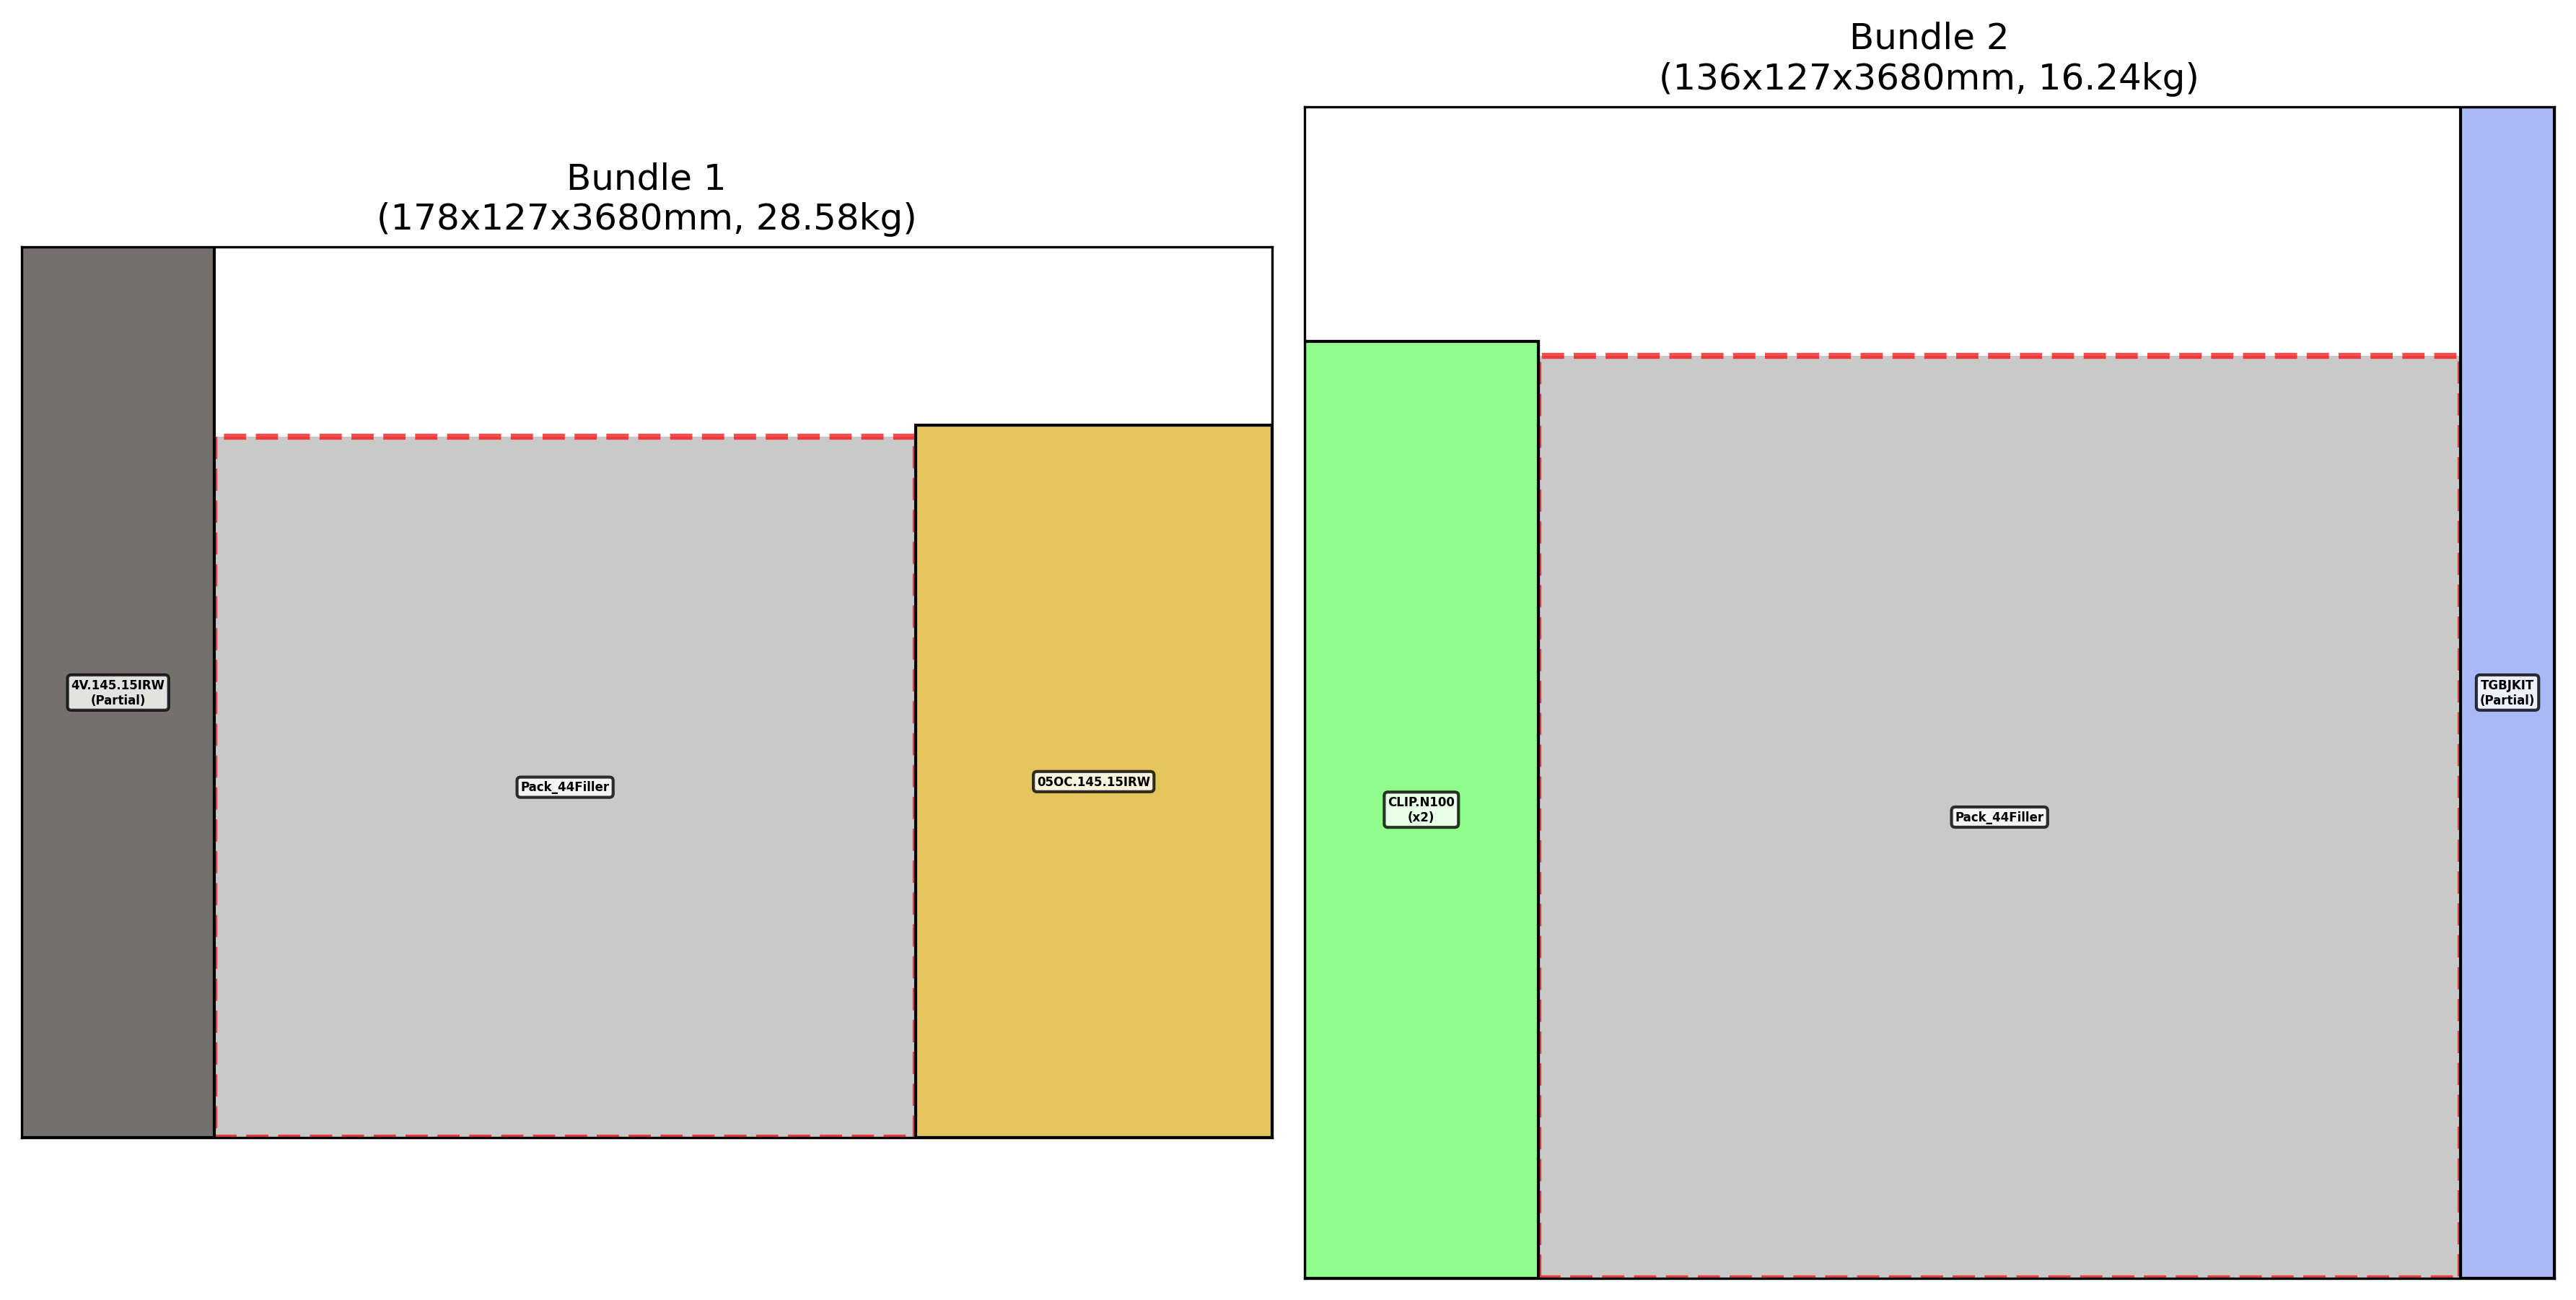 Bundle 1
(178x127x3680mm, 28.58kg)
4V.145.15IRW
(Partial)
Pack_44Filler
05OC.145.15IRW
Bundle 2
(136x127x3680mm, 16.24kg)
CLIP.N100
(x2)
Pack_44Filler
TGBJKIT
(Partial)